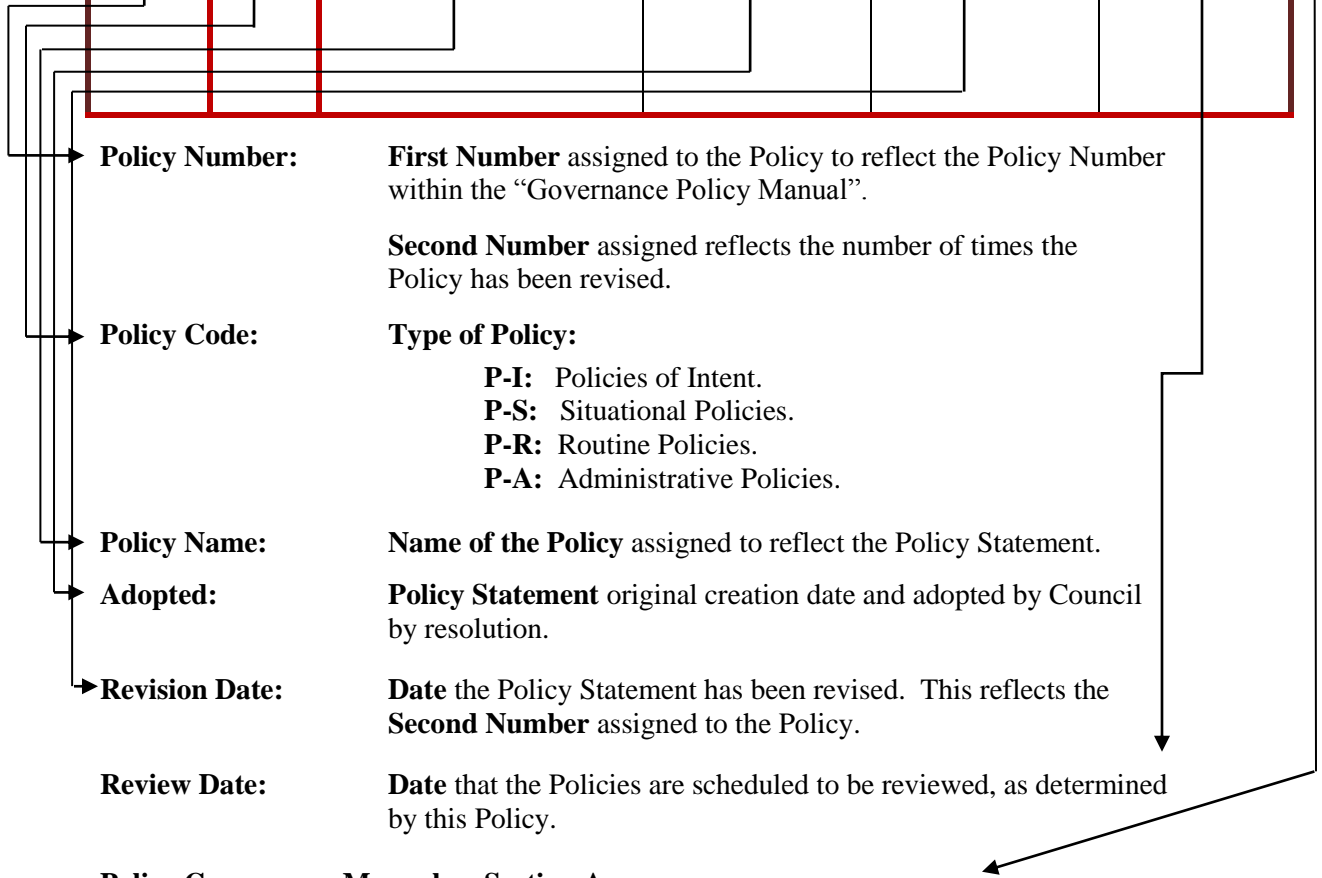 Policy Number: First Number assigned to the Policy to reflect the Policy Number
within the “Governance Policy Manual”.
Second Number assigned reflects the number of times the
Policy has been revised.
Policy Code: Type of Policy:
P-I: Policies of Intent.
P-S: Situational Policies.
P-R: Routine Policies.
P-A: Administrative Policies.
Policy Name: Name of the Policy assigned to reflect the Policy Statement.
Adopted: Policy Statement original creation date and adopted by Council
by resolution.
Revision Date: Date the Policy Statement has been revised. This reflects the
Second Number assigned to the Policy.
Review Date: Date that the Policies are scheduled to be reviewed, as determined
by this Policy.